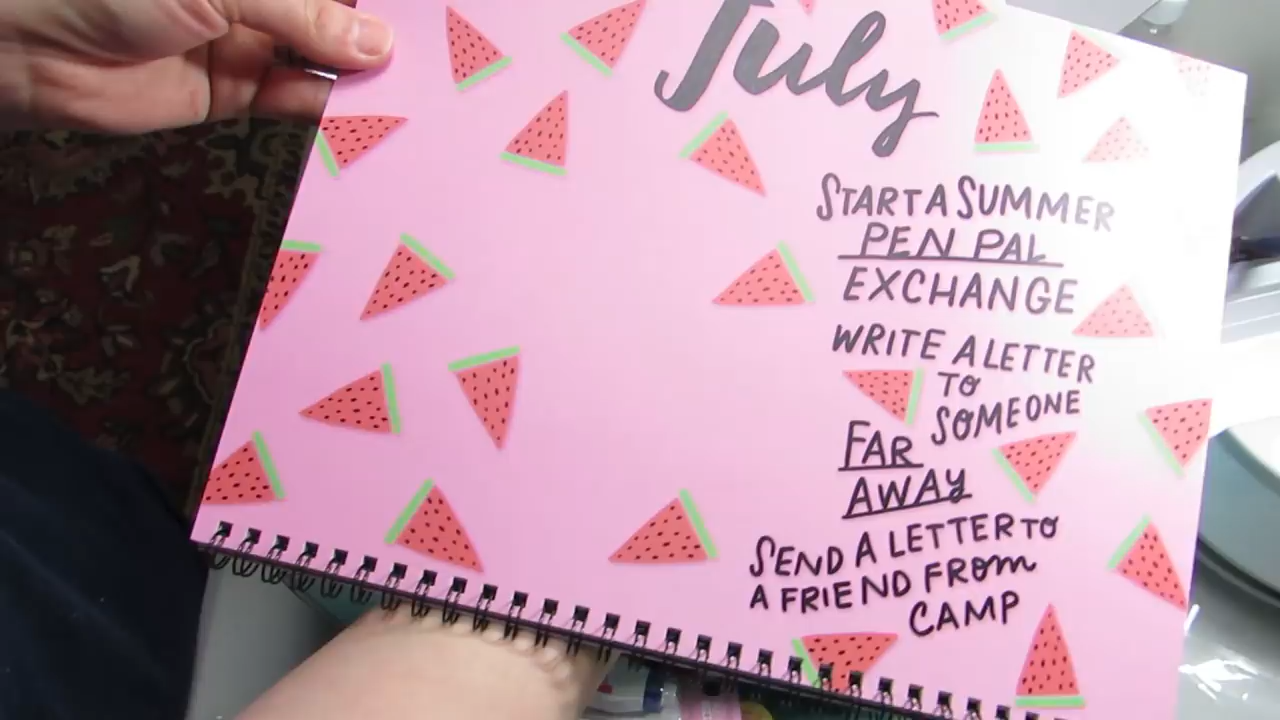 July
START A SUMMER
PEN PAL
EXCHANGE
WRITE A LETTER
TO
SOMEONE
FAR
AWAY
SEND A LETTER TO
A FRIEND FROM
CAMP